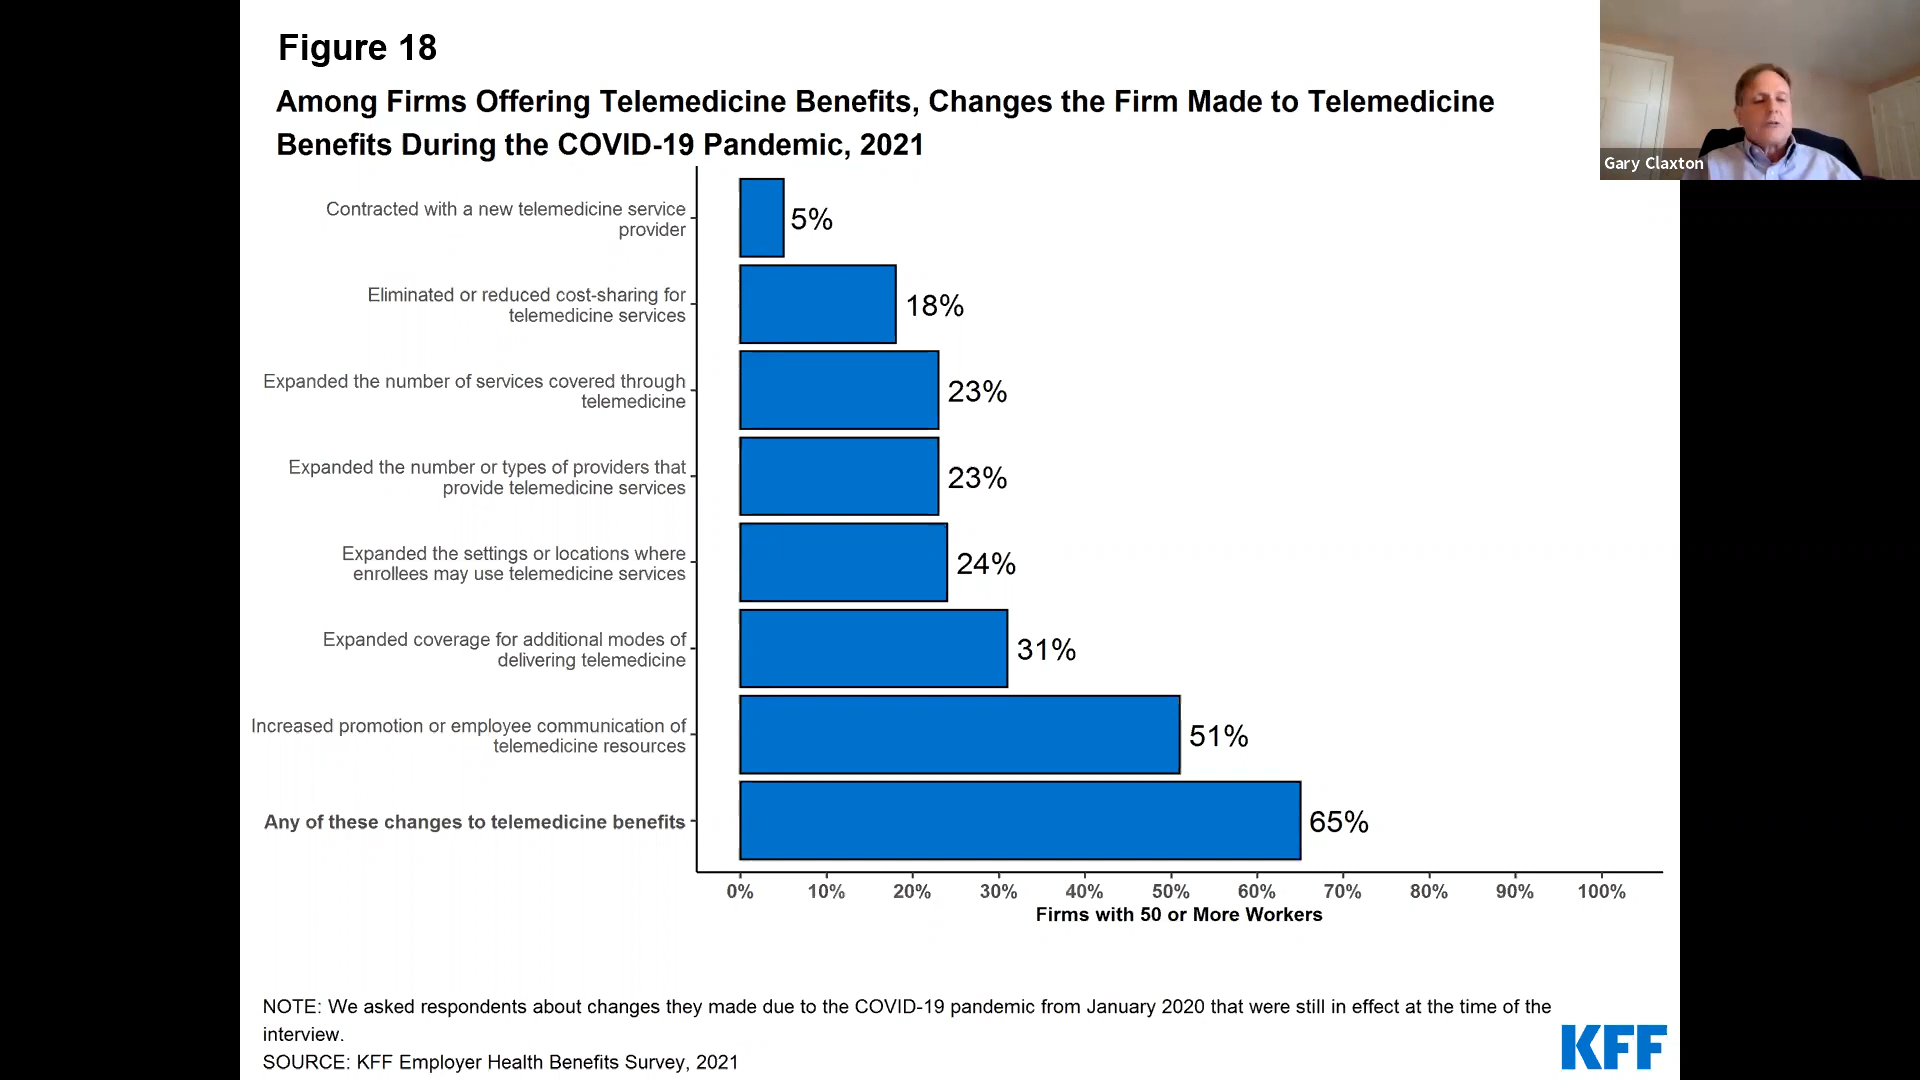 Figure 18
Among Firms Offering Telemedicine Benefits, Changes the Firm Made to Telemedicine
Benefits During the COVID-19 Pandemic, 2021
Gary Claxton
Contracted with a new telemedicine service
provider
5%
Eliminated or reduced cost-sharing for
telemedicine services
18%
Expanded the number of services covered through
telemedicine
23%
Expanded the number or types of providers that
provide telemedicine services
23%
Expanded the settings or locations where
enrollees may use telemedicine services
24%
Expanded coverage for additional modes of
delivering telemedicine
31%
Increased promotion or employee communication of
telemedicine resources
51%
Any of these changes to telemedicine benefits
65%
0% 10% 20% 30% 40% 50% 60% 70% 80% 90% 100%
Firms with 50 or More Workers
NOTE: We asked respondents about changes they made due to the COVID-19 pandemic from January 2020 that were still in effect at the time of the
interview.
SOURCE: KFF Employer Health Benefits Survey, 2021
KFF